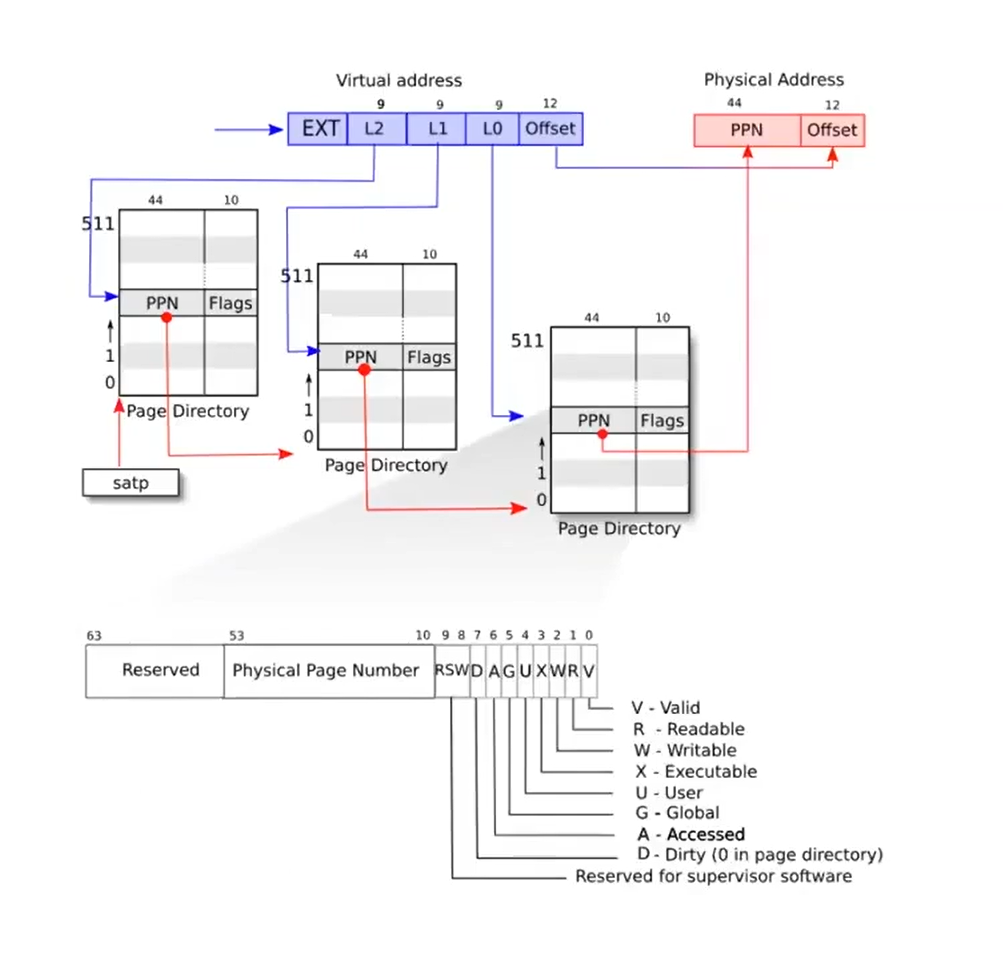 Virtual address
Physical Address
9 9 9 12
44 12
EXT L2 L1 L0 Offset
PPN Offset
44 10
511
PPN Flags
1
0
Page Directory
satp
44 10
511
PPN Flags
1
0
Page Directory
44 10
511
PPN Flags
1
0
Page Directory
63 53 10 9 8 7 6 5 4 3 2 1 0
Reserved Physical Page Number RSW D A G U X W R V
V - Valid
R - Readable
W - Writable
X - Executable
U - User
G - Global
A - Accessed
D - Dirty (0 in page directory)
Reserved for supervisor software